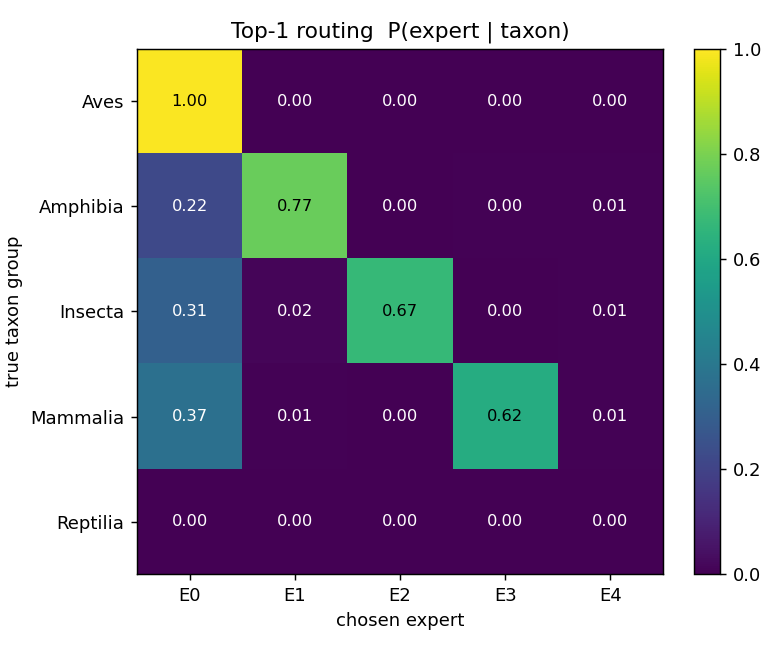 Top-1 routing  P(expert | taxon)
true taxon group
Aves 1.00 0.00 0.00 0.00 0.00
Amphibia 0.22 0.77 0.00 0.00 0.01
Insecta 0.31 0.02 0.67 0.00 0.01
Mammalia 0.37 0.01 0.00 0.62 0.01
Reptilia 0.00 0.00 0.00 0.00 0.00
E0 E1 E2 E3 E4
chosen expert
1.0
0.8
0.6
0.4
0.2
0.0